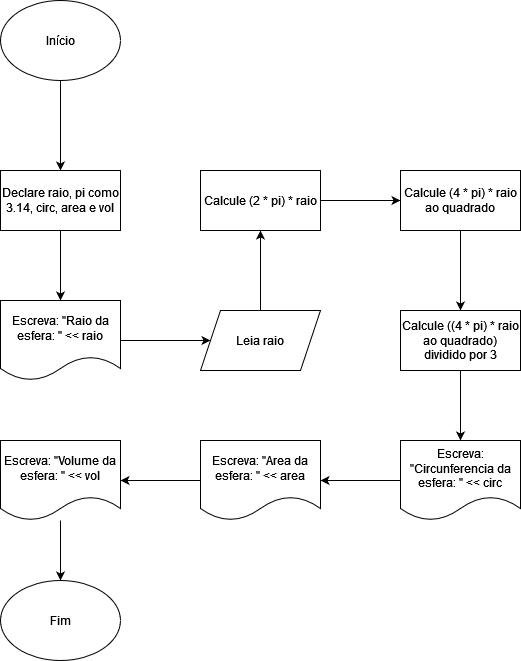 Início
Declare raio, pi como
3.14, circ, area e vol
Escreva: "Raio da
esfera: " << raio
Leia raio
Calcule (2 * pi) * raio
Calcule (4 * pi) * raio
ao quadrado
Calcule ((4 * pi) * raio
ao quadrado)
dividido por 3
Escreva:
"Circunferencia da
esfera: " << circ
Escreva: "Area da
esfera: " << area
Escreva: "Volume da
esfera: " << vol
Fim